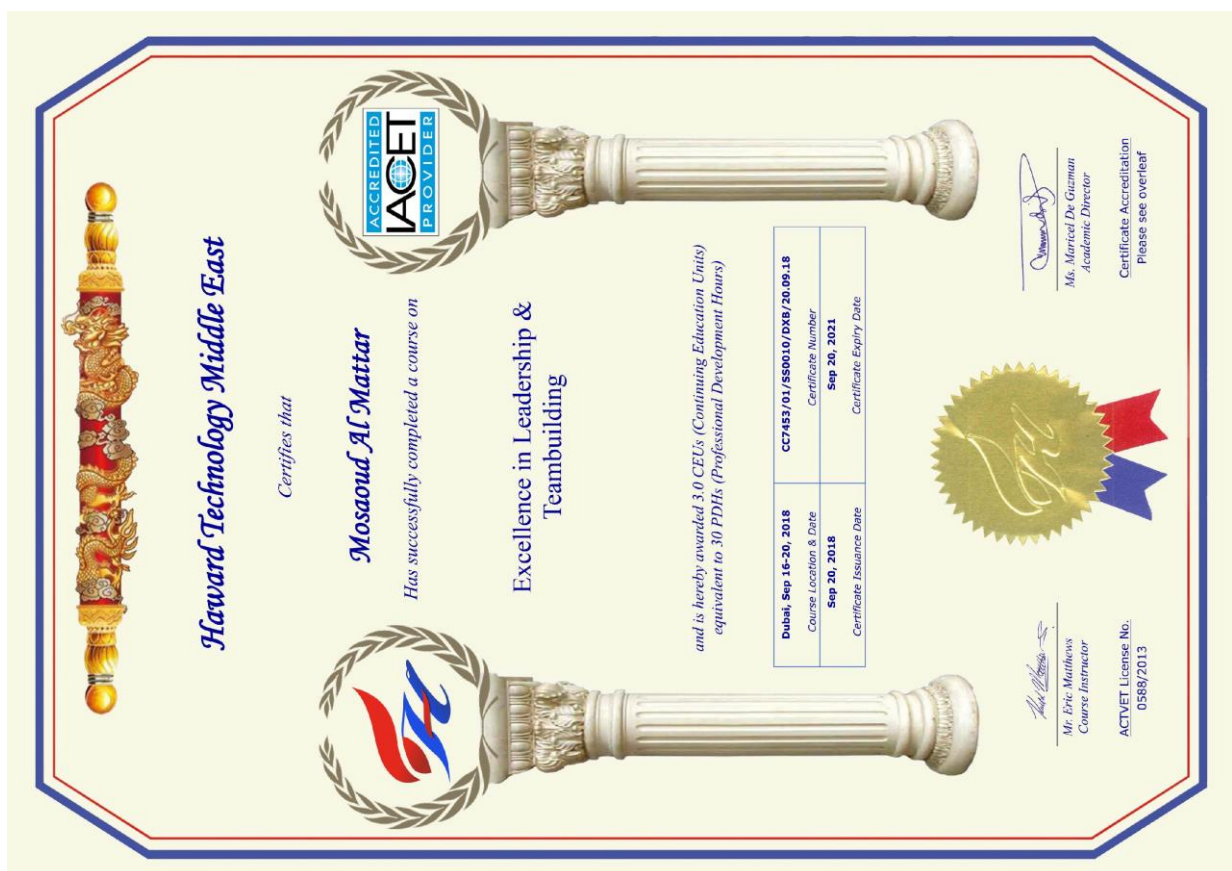 Haward Technology Middle East
Certifies that
ACCREDITED
IACET
PROVIDER
Mosaoud Al Mattar
Has successfully completed a course on
Excellence in Leadership &
Teambuilding
and is hereby awarded 3.0 CEUs (Continuing Education Units)
equivalent to 30 PDHs (Professional Development Hours)
Dubai, Sep 16-20, 2018 CC7453/01/SS0010/DXB/20.09.18
Course Location & Date Certificate Number
Sep 20, 2018 Sep 20, 2021
Certificate Issuance Date Certificate Expiry Date
Mr. Eric Matthews
Course Instructor
Ms. Maricel De Guzman
Academic Director
ACTVET License No.
0588/2013
Certificate Accreditation
Please see overleaf